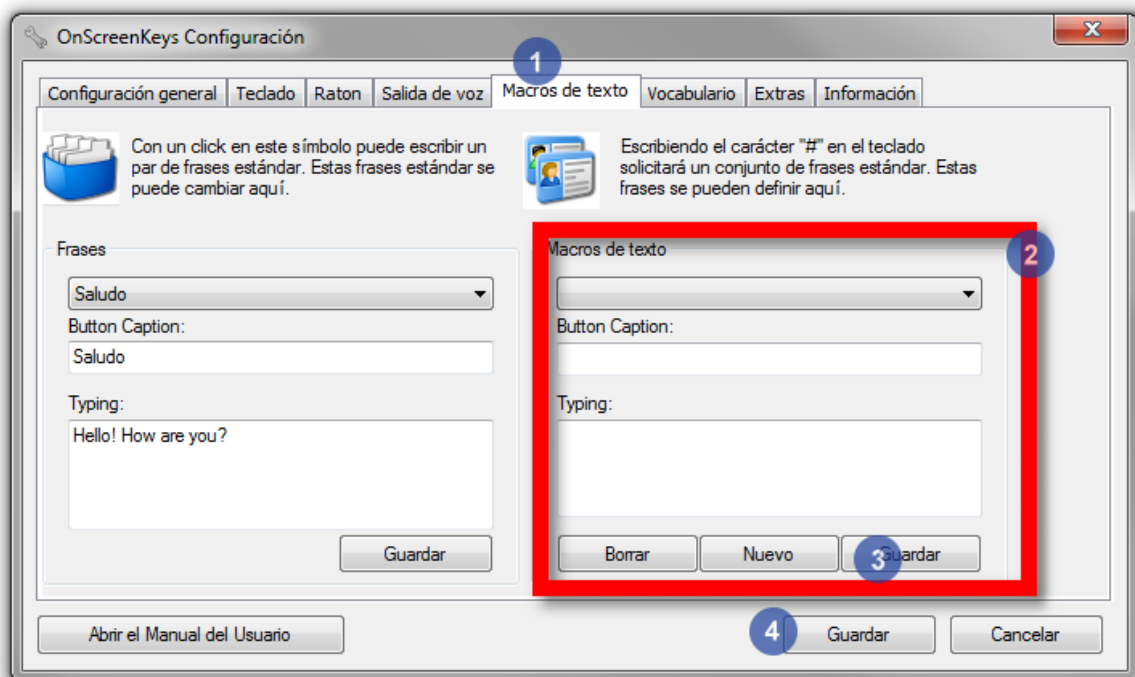 OnScreenKeys Configuración
1
Configuración general Teclado Raton Salida de voz Macros de texto Vocabulario Extras Información
Con un click en este símbolo puede escribir un
par de frases estándar. Estas frases estándar se
puede cambiar aquí.
Escribiendo el carácter "#" en el teclado
solicitará un conjunto de frases estándar. Estas
frases se pueden definir aquí.
Frases
Saludo
Button Caption:
Saludo
Typing:
Hello! How are you?
Guardar
Macros de texto
2
Button Caption:
Typing:
Borrar Nuevo 3 Guardar
Abrir el Manual del Usuario 4 Guardar Cancelar